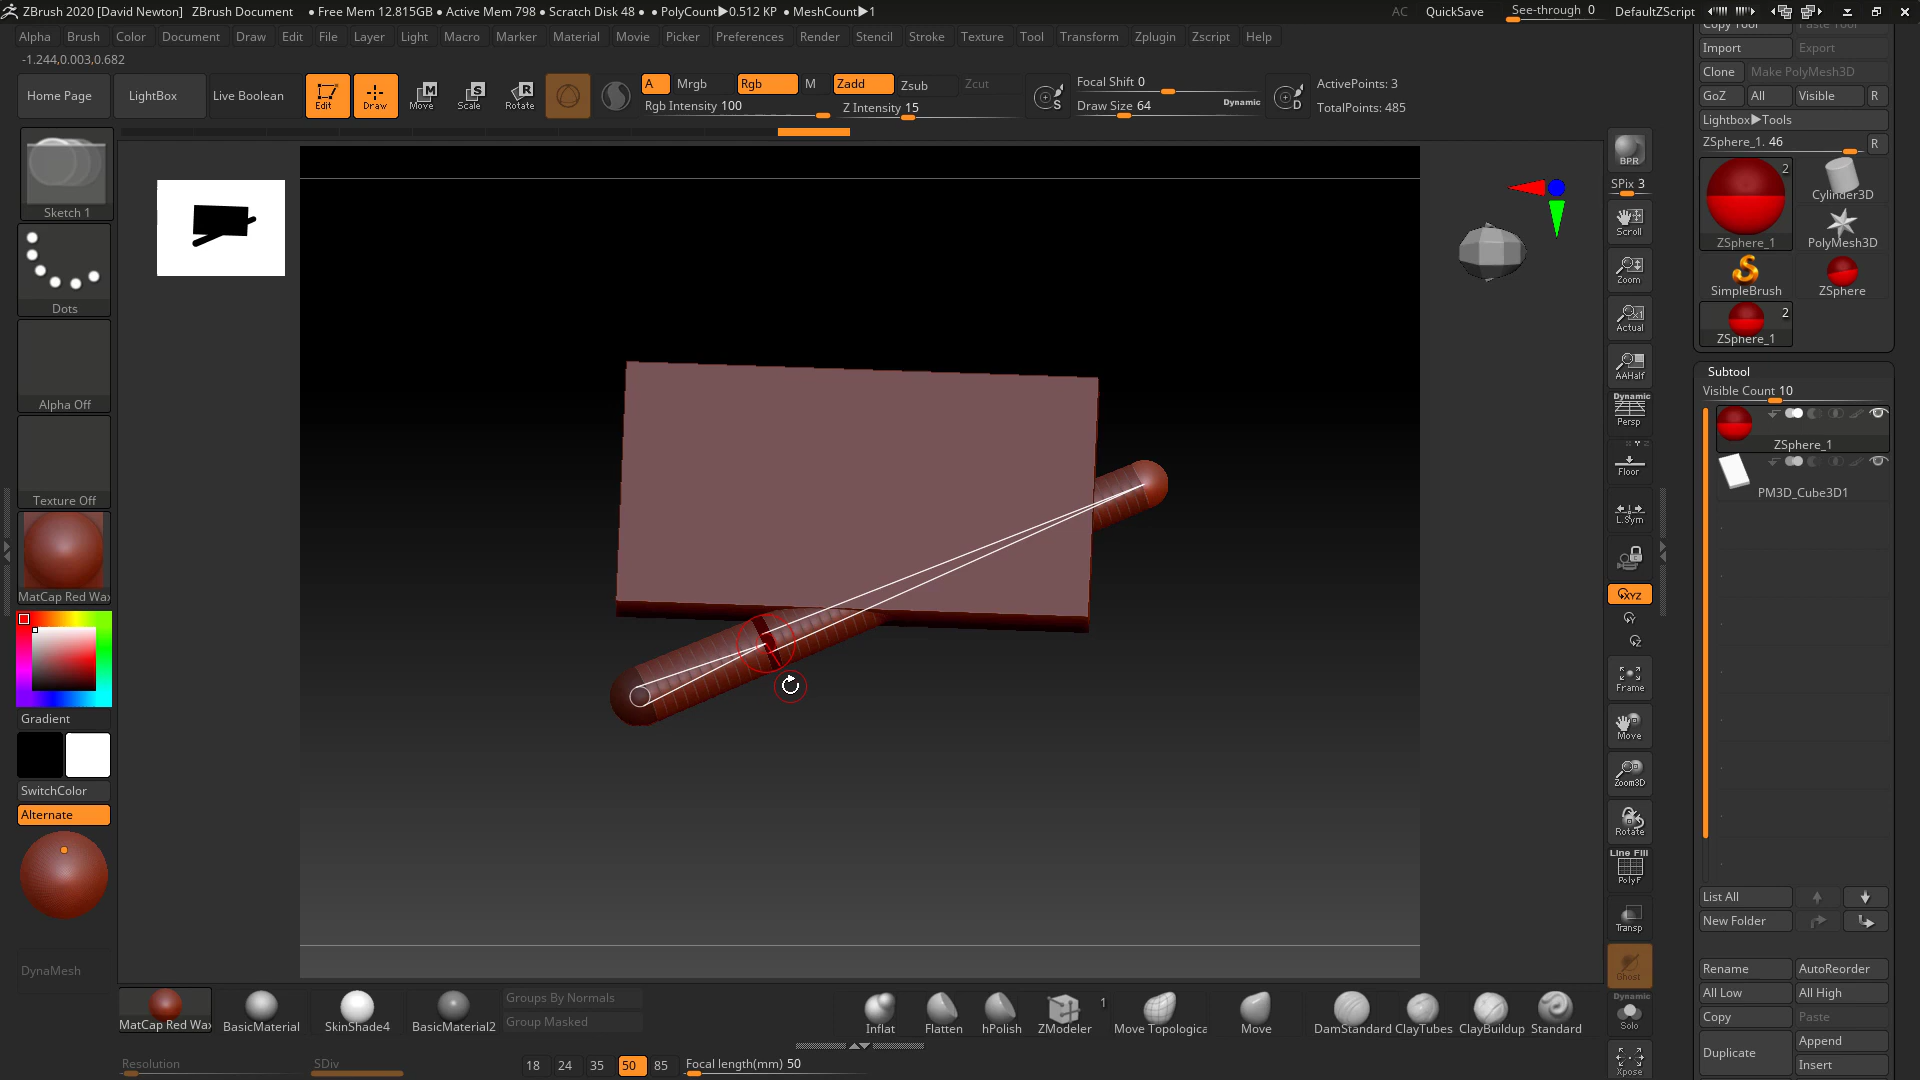 ZBrush 2020 [David Newton] ZBrush Document • Free Mem 12.815GB • Active Mem 798 • Scratch Disk 48 • • PolyCount▶0.512 KP • MeshCount▶1 AC QuickSave See-through 0 DefaultZScript
Alpha Brush Color Document Draw Edit File Layer Light Macro Marker Material Movie Picker Preferences Render Stencil Stroke Texture Tool Transform Zplugin Zscript Help
-1.244,0.003,0.682
Home Page LightBox Live Boolean Edit Draw Move Scale Rotate
A Mrgb Rgb M Zadd Zsub Zcut
Rgb Intensity 100 Z Intensity 15
Focal Shift 0
Draw Size 64 Dynamic
S D
ActivePoints: 3
TotalPoints: 485
Sketch 1
Dots
Alpha Off
Texture Off
MatCap Red Wax
Gradient
SwitchColor
Alternate
DynaMesh
BPR
SPix 3
Scroll
Zoom
Actual
AAHalf
Dynamic
Persp
Floor
L.Sym
XYZ
Y
Z
Frame
Move
Zoom3D
Rotate
Line Fill
PolyF
Transp
Ghost
Dynamic
Solo
Xpose
Import Export
Clone Make PolyMesh3D
GoZ All Visible R
Lightbox▶Tools
ZSphere_1. 46 R
2
ZSphere_1 Cylinder3D
PolyMesh3D
SimpleBrush ZSphere
2
ZSphere_1
Subtool
Visible Count 10
ZSphere_1
PM3D_Cube3D1
List All
New Folder
Rename AutoReorder
All Low All High
Copy Paste
Duplicate Append
Insert
MatCap Red Wax BasicMaterial SkinShade4 BasicMaterial2
Groups By Normals
Group Masked
Inflat Flatten hPolish ZModeler 1 Move Topologica Move DamStandard ClayTubes ClayBuildup Standard
Resolution SDiv 18 24 35 50 85 Focal length(mm) 50